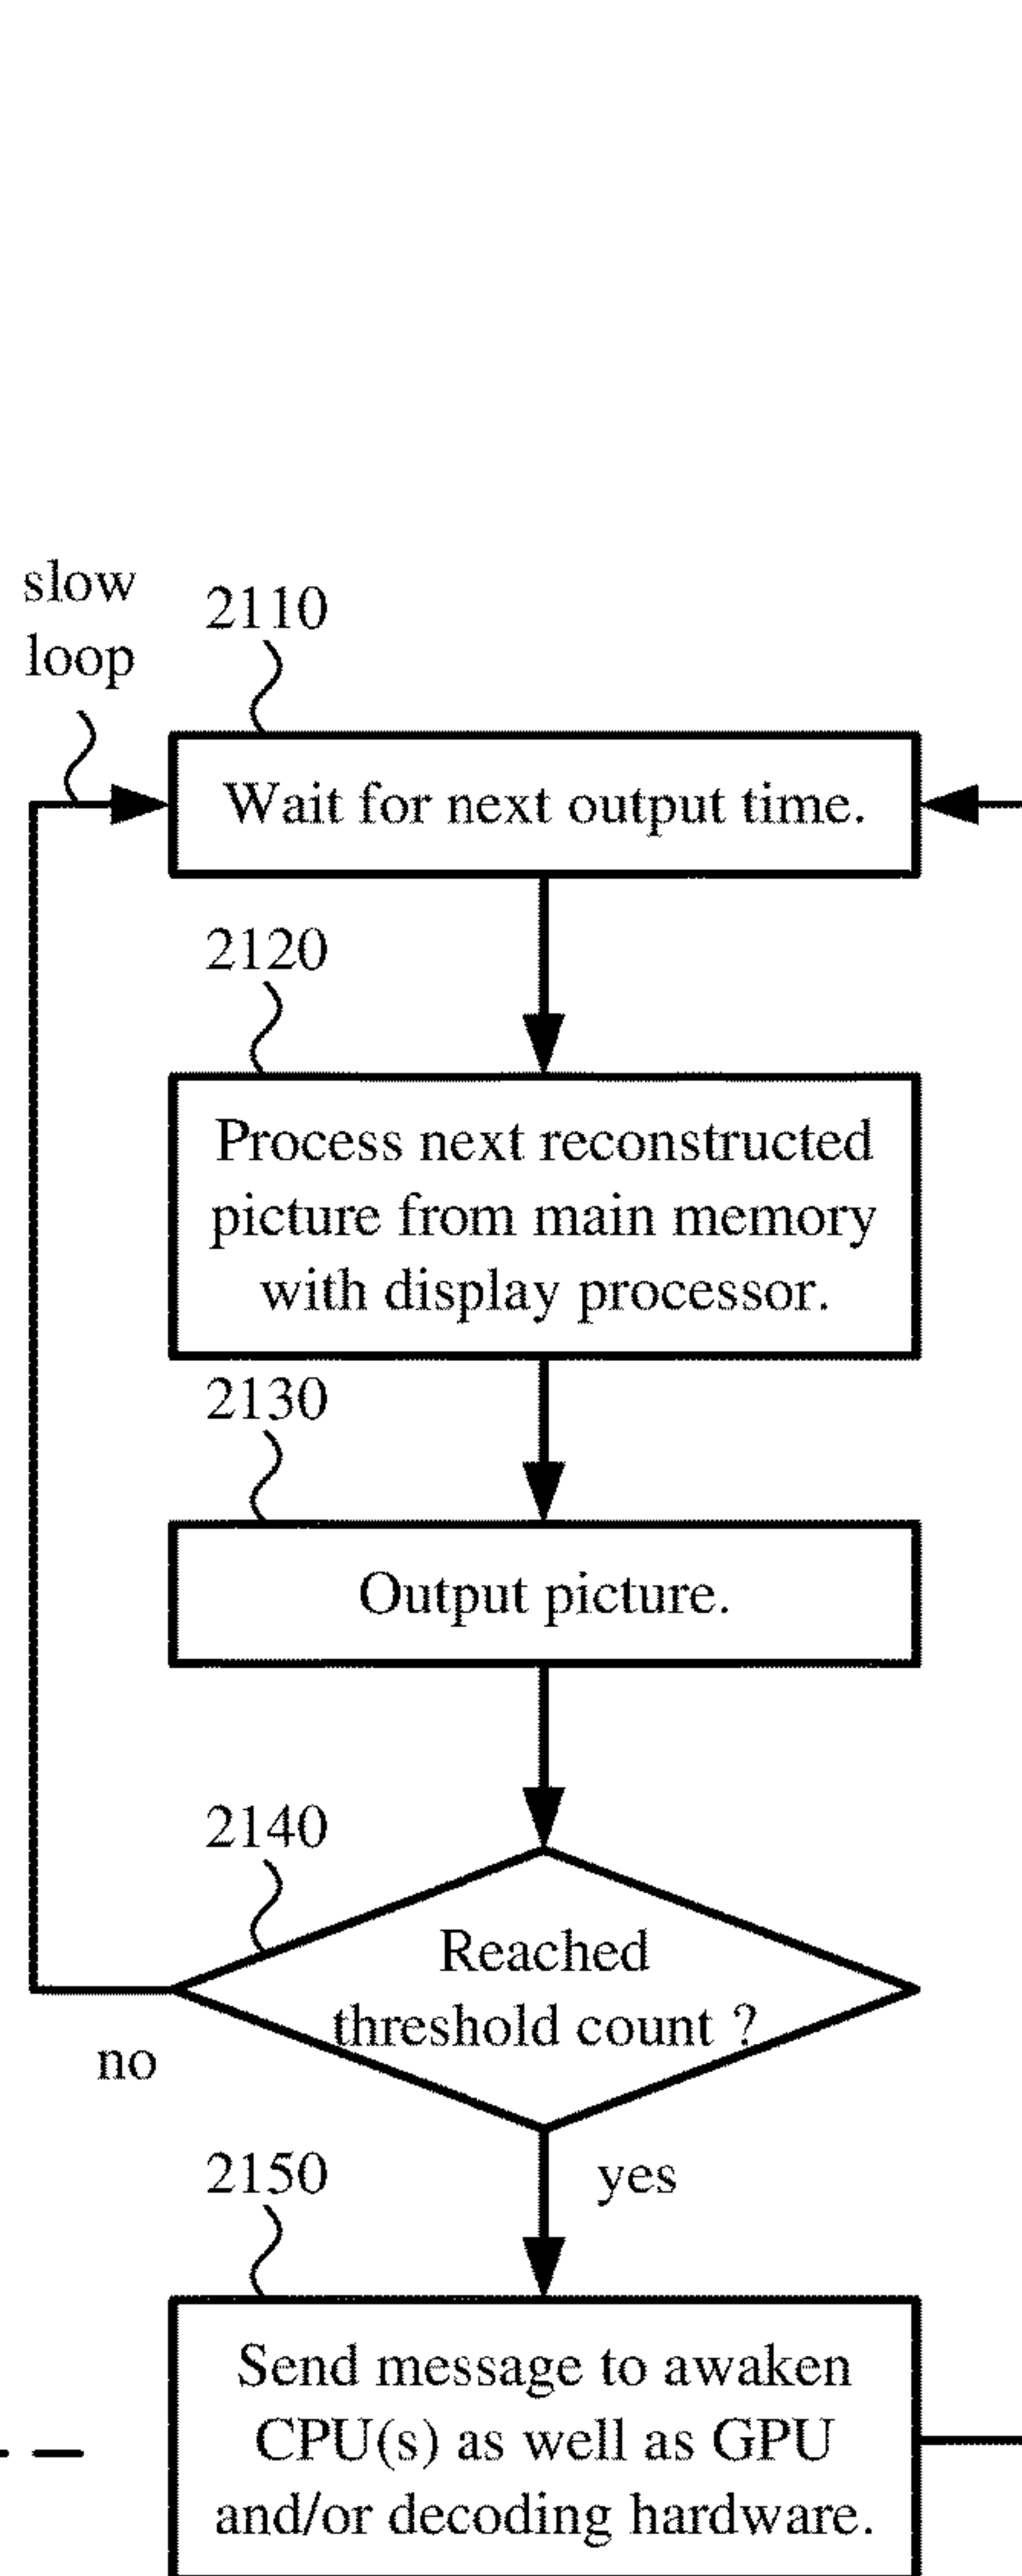 slow
loop
2110
Wait for next output time.
2120
Process next reconstructed
picture from main memory
with display processor.
2130
Output picture.
2140
Reached
threshold count ?
no
yes
2150
Send message to awaken
CPU(s) as well as GPU
and/or decoding hardware.